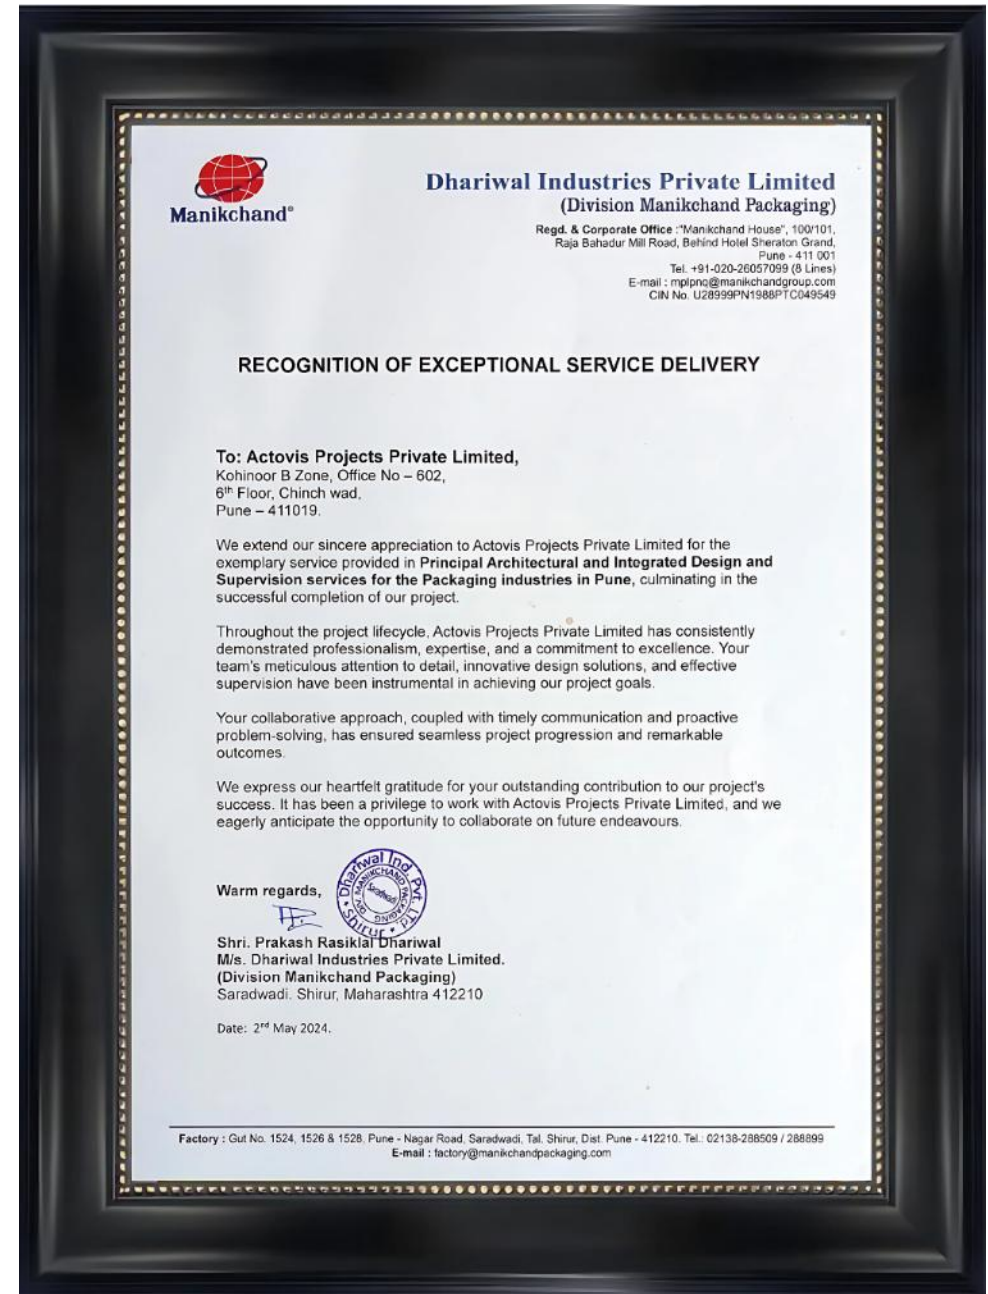 Manikchand®
Dhariwal Industries Private Limited
(Division Manikchand Packaging)
Regd. & Corporate Office :"Manikchand House", 100/101,
Raja Bahadur Mill Road, Behind Hotel Sheraton Grand,
Pune - 411 001
Tel. +91-020-26057099 (8 Lines)
E-mail : mplpnq@manikchandgroup.com
CIN No. U28999PN1988PTC049549
RECOGNITION OF EXCEPTIONAL SERVICE DELIVERY
To: Actovis Projects Private Limited,
Kohinoor B Zone, Office No – 602,
6th Floor, Chinch wad,
Pune – 411019.
We extend our sincere appreciation to Actovis Projects Private Limited for the
exemplary service provided in Principal Architectural and Integrated Design and
Supervision services for the Packaging industries in Pune, culminating in the
successful completion of our project.
Throughout the project lifecycle, Actovis Projects Private Limited has consistently
demonstrated professionalism, expertise, and a commitment to excellence. Your
team's meticulous attention to detail, innovative design solutions, and effective
supervision have been instrumental in achieving our project goals.
Your collaborative approach, coupled with timely communication and proactive
problem-solving, has ensured seamless project progression and remarkable
outcomes.
We express our heartfelt gratitude for your outstanding contribution to our project's
success. It has been a privilege to work with Actovis Projects Private Limited, and we
eagerly anticipate the opportunity to collaborate on future endeavours.
Warm regards,
Dhariwal Ind. Pvt. Ltd.
Shirur
DIV. MANIKCHAND PACKAGING
Saradwadi
Shri. Prakash Rasiklal Dhariwal
M/s. Dhariwal Industries Private Limited.
(Division Manikchand Packaging)
Saradwadi. Shirur, Maharashtra 412210
Date: 2nd May 2024.
Factory : Gut No. 1524, 1526 & 1528, Pune - Nagar Road, Saradwadi, Tal. Shirur, Dist. Pune - 412210. Tel.: 02138-288509 / 288899
E-mail : factory@manikchandpackaging.com